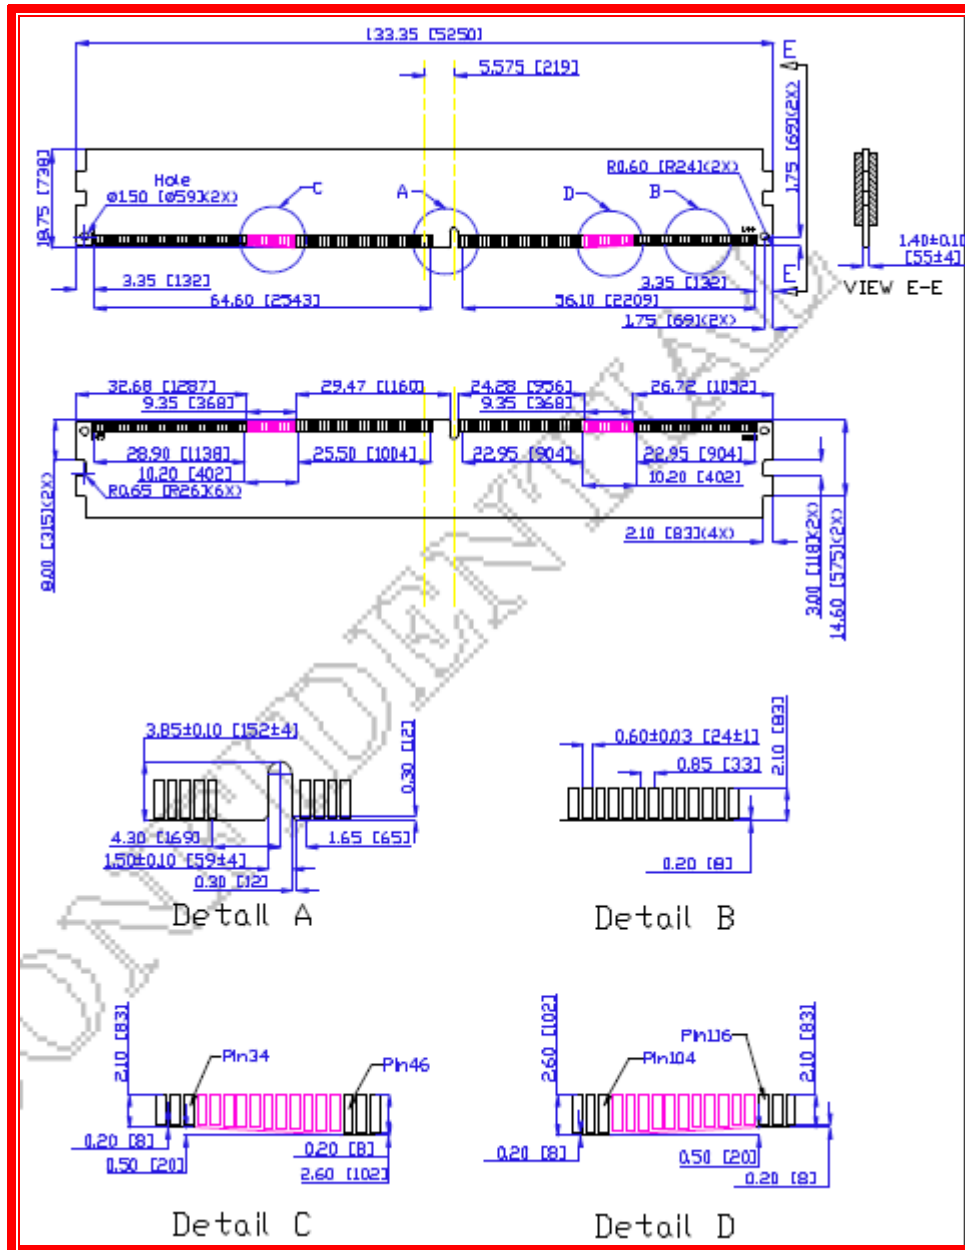 133.35 [5250]
5.575 [219]
E
1.75 [69](2X)
R0.60 [R24](2X)
18.75 [738]
Hole
ø1.50 [ø59](2X)
C
A
D
B
1.40±0.10
[55±4]
3.35 [132]
3.35 [132]
E
VIEW E-E
64.60 [2543]
56.10 [2209]
1.75 [69](2X)
32.68 [1287]
29.47 [1160]
24.28 [956]
26.72 [1052]
9.35 [368]
9.35 [368]
28.90 [1138]
25.50 [1004]
22.95 [904]
22.95 [904]
10.20 [402]
10.20 [402]
R0.65 [R26](6X)
8.00 [315](2X)
2.10 [83](4X)
3.00 [118](2X)
14.60 [575](2X)
CONFIDENTIAL
3.85±0.10 [152±4]
0.30 [12]
4.30 [169]
1.65 [65]
1.50±0.10 [59±4]
0.30 [12]
Detail A
0.60±0.03 [24±1]
2.10 [83]
0.85 [33]
0.20 [8]
Detail B
2.10 [83]
Pin34
Pin46
0.20 [8]
0.50 [20]
0.20 [8]
2.60 [102]
Detail C
2.60 [102]
Pin116
Pin104
2.10 [83]
0.20 [8]
0.50 [20]
0.20 [8]
Detail D